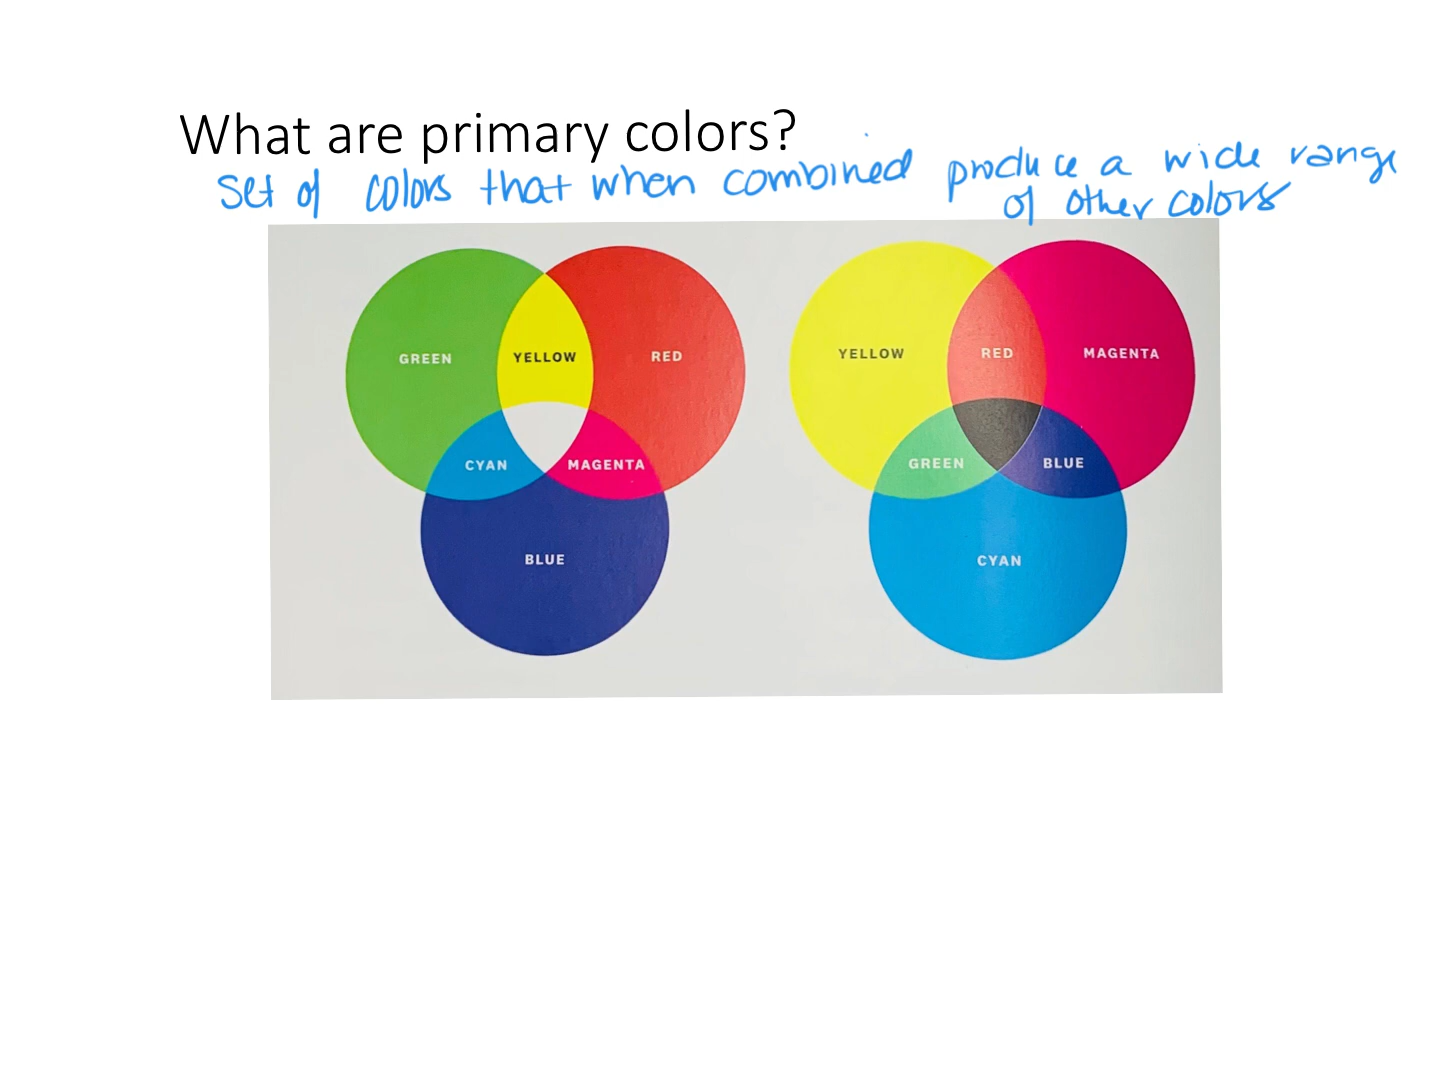 What are primary colors?
set of colors that when combined produce a wide range
of other colors
GREEN
YELLOW
RED
CYAN
MAGENTA
BLUE
YELLOW
RED
MAGENTA
GREEN
BLUE
CYAN